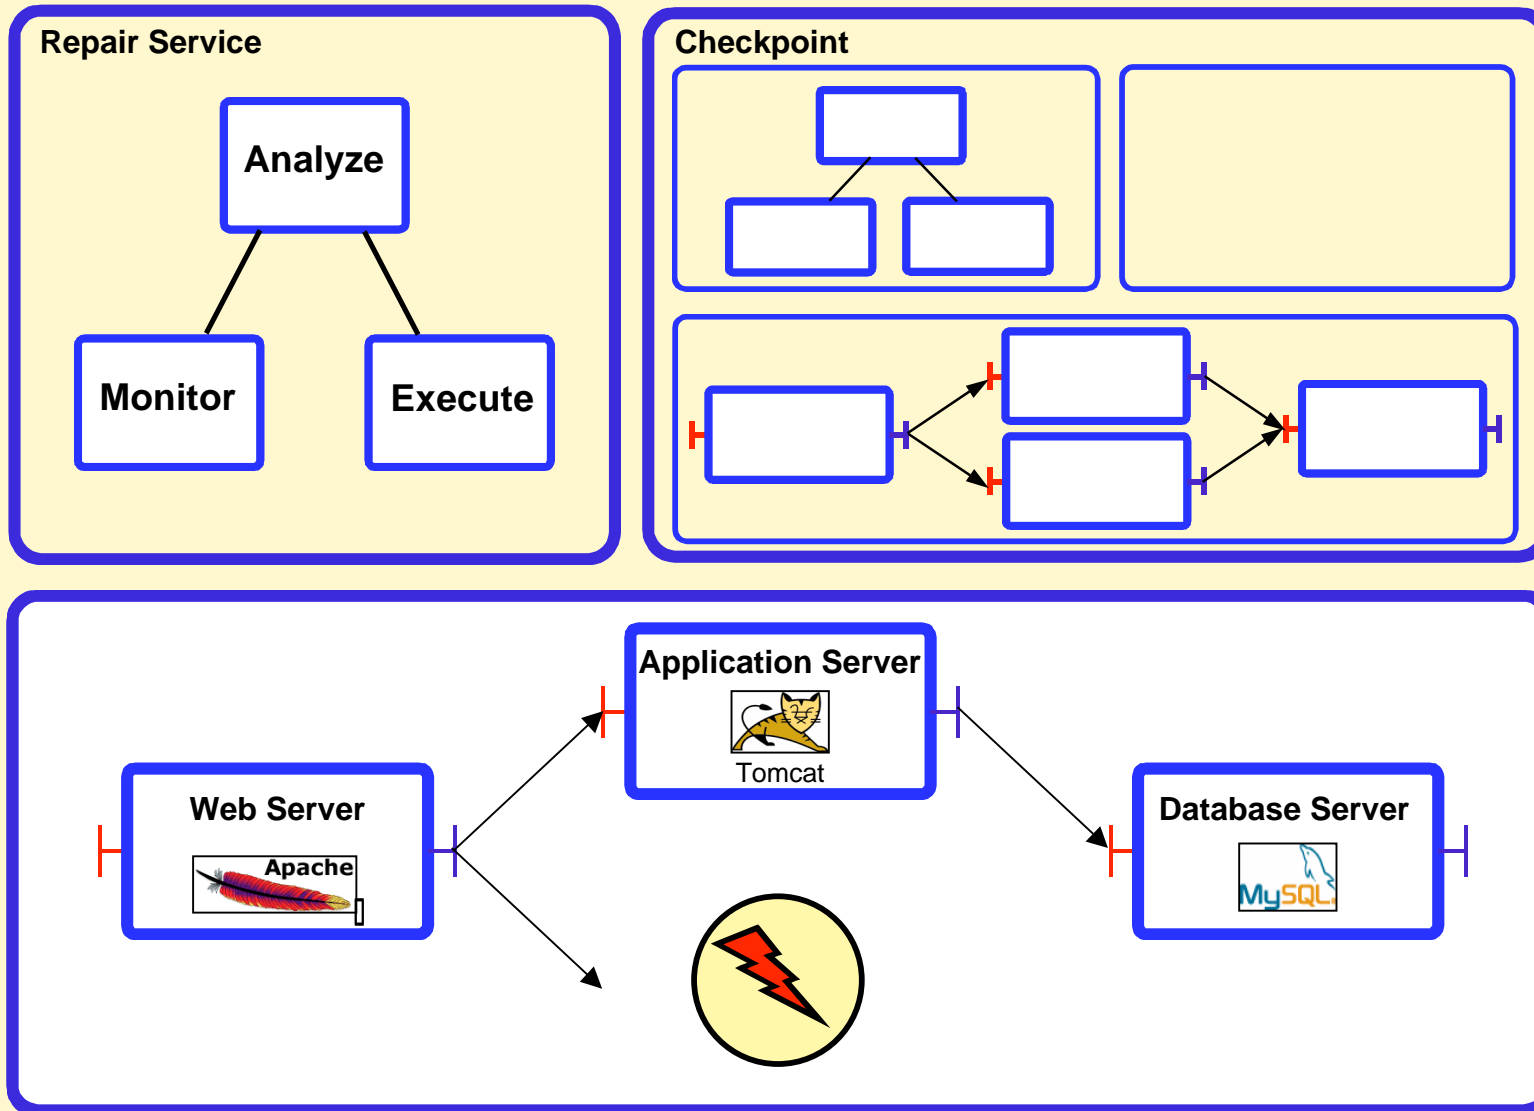 Repair Service
Analyze
Monitor
Execute
Checkpoint
Application Server
Tomcat
Web Server
Apache
Database Server
MySQL